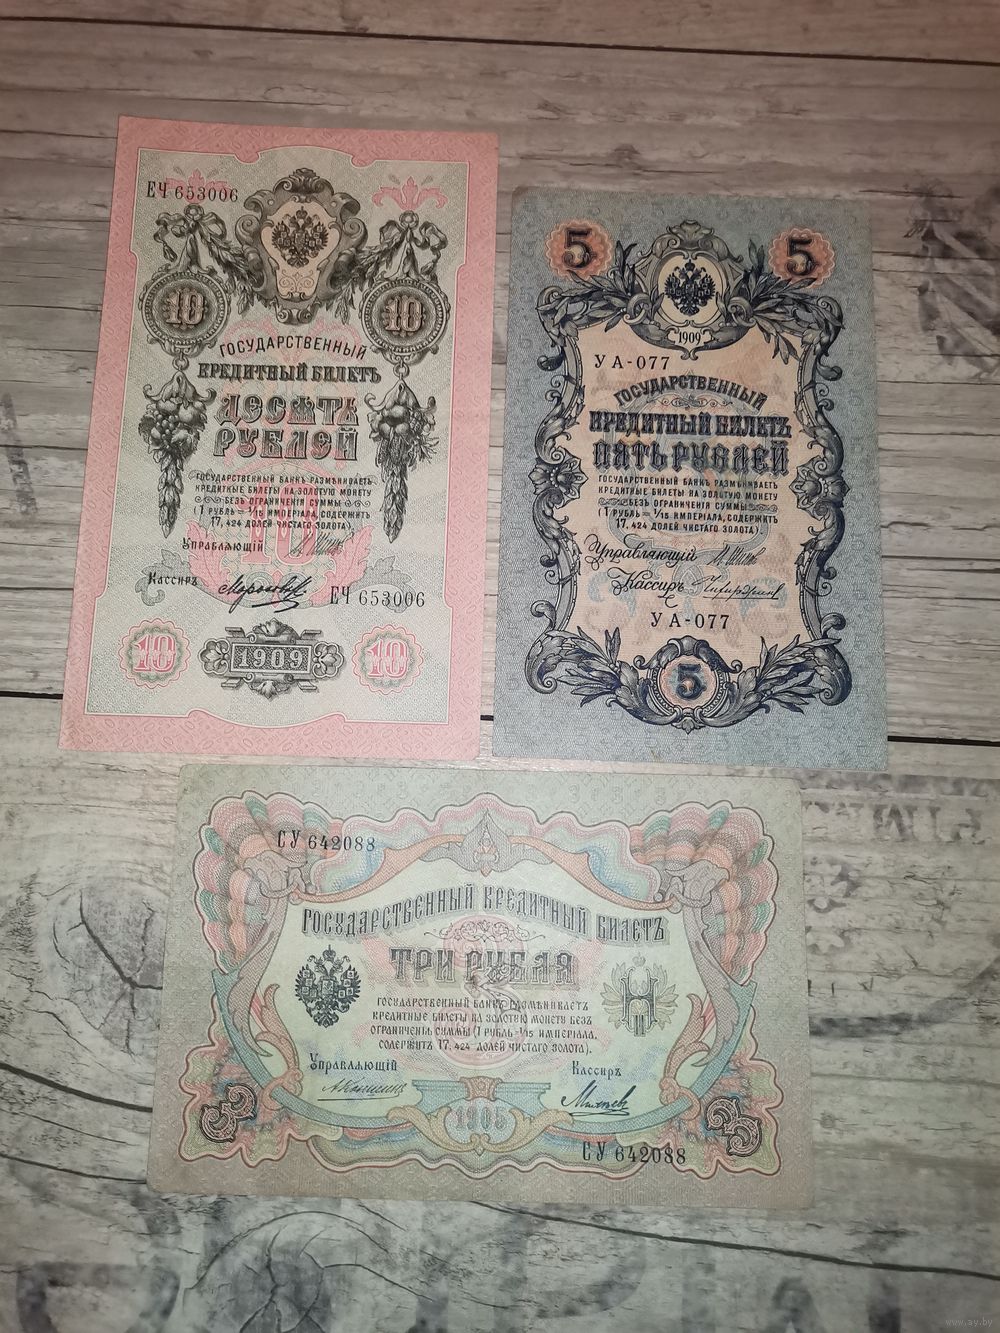 ЕЧ 653006
10 10
ГОСУДАРСТВЕННЫЙ
КРЕДИТНЫЙ БИЛЕТЪ
ДЕСЯТЬ
РУБЛЕЙ
ГОСУДАРСТВЕННЫЙ БАНКЪ РАЗМѢНИВАЕТЪ
КРЕДИТНЫЕ БИЛЕТЫ НА ЗОЛОТУЮ МОНЕТУ
БЕЗЪ ОГРАНИЧЕНІЯ СУММЫ
(1 РУБЛЬ = 1/15 ИМПЕРІАЛА, СОДЕРЖИТЪ
17,424 ДОЛЕЙ ЧИСТАГО ЗОЛОТА).
10
УПРАВЛЯЮЩІЙ
КАССИРЪ
ЕЧ 653006
10 1909 10
5 5
1909
УА-077
ГОСУДАРСТВЕННЫЙ
КРЕДИТНЫЙ БИЛЕТЪ
ПЯТЬ РУБЛЕЙ
ГОСУДАРСТВЕННЫЙ БАНКЪ РАЗМѢНИВАЕТЪ
КРЕДИТНЫЕ БИЛЕТЫ НА ЗОЛОТУЮ МОНЕТУ
БЕЗЪ ОГРАНИЧЕНІЯ СУММЫ
(1 РУБЛЬ = 1/15 ИМПЕРІАЛА, СОДЕРЖИТЪ
17,424 ДОЛЕЙ ЧИСТАГО ЗОЛОТА).
Управляющій
Кассиръ
УА-077
5
СУ 642088
ГОСУДАРСТВЕННЫЙ КРЕДИТНЫЙ БИЛЕТЪ
ТРИ РУБЛЯ
ГОСУДАРСТВЕННЫЙ БАНКЪ РАЗМѢНИВАЕТЪ
КРЕДИТНЫЕ БИЛЕТЫ НА ЗОЛОТУЮ МОНЕТУ БЕЗЪ
ОГРАНИЧЕНІЯ СУММЫ (1 РУБЛЬ = 1/15 ИМПЕРІАЛА,
СОДЕРЖИТЪ 17,424 ДОЛЕЙ ЧИСТАГО ЗОЛОТА).
УПРАВЛЯЮЩІЙ КАССИРЪ
3 1905 3
СУ 642088
www.ay.by